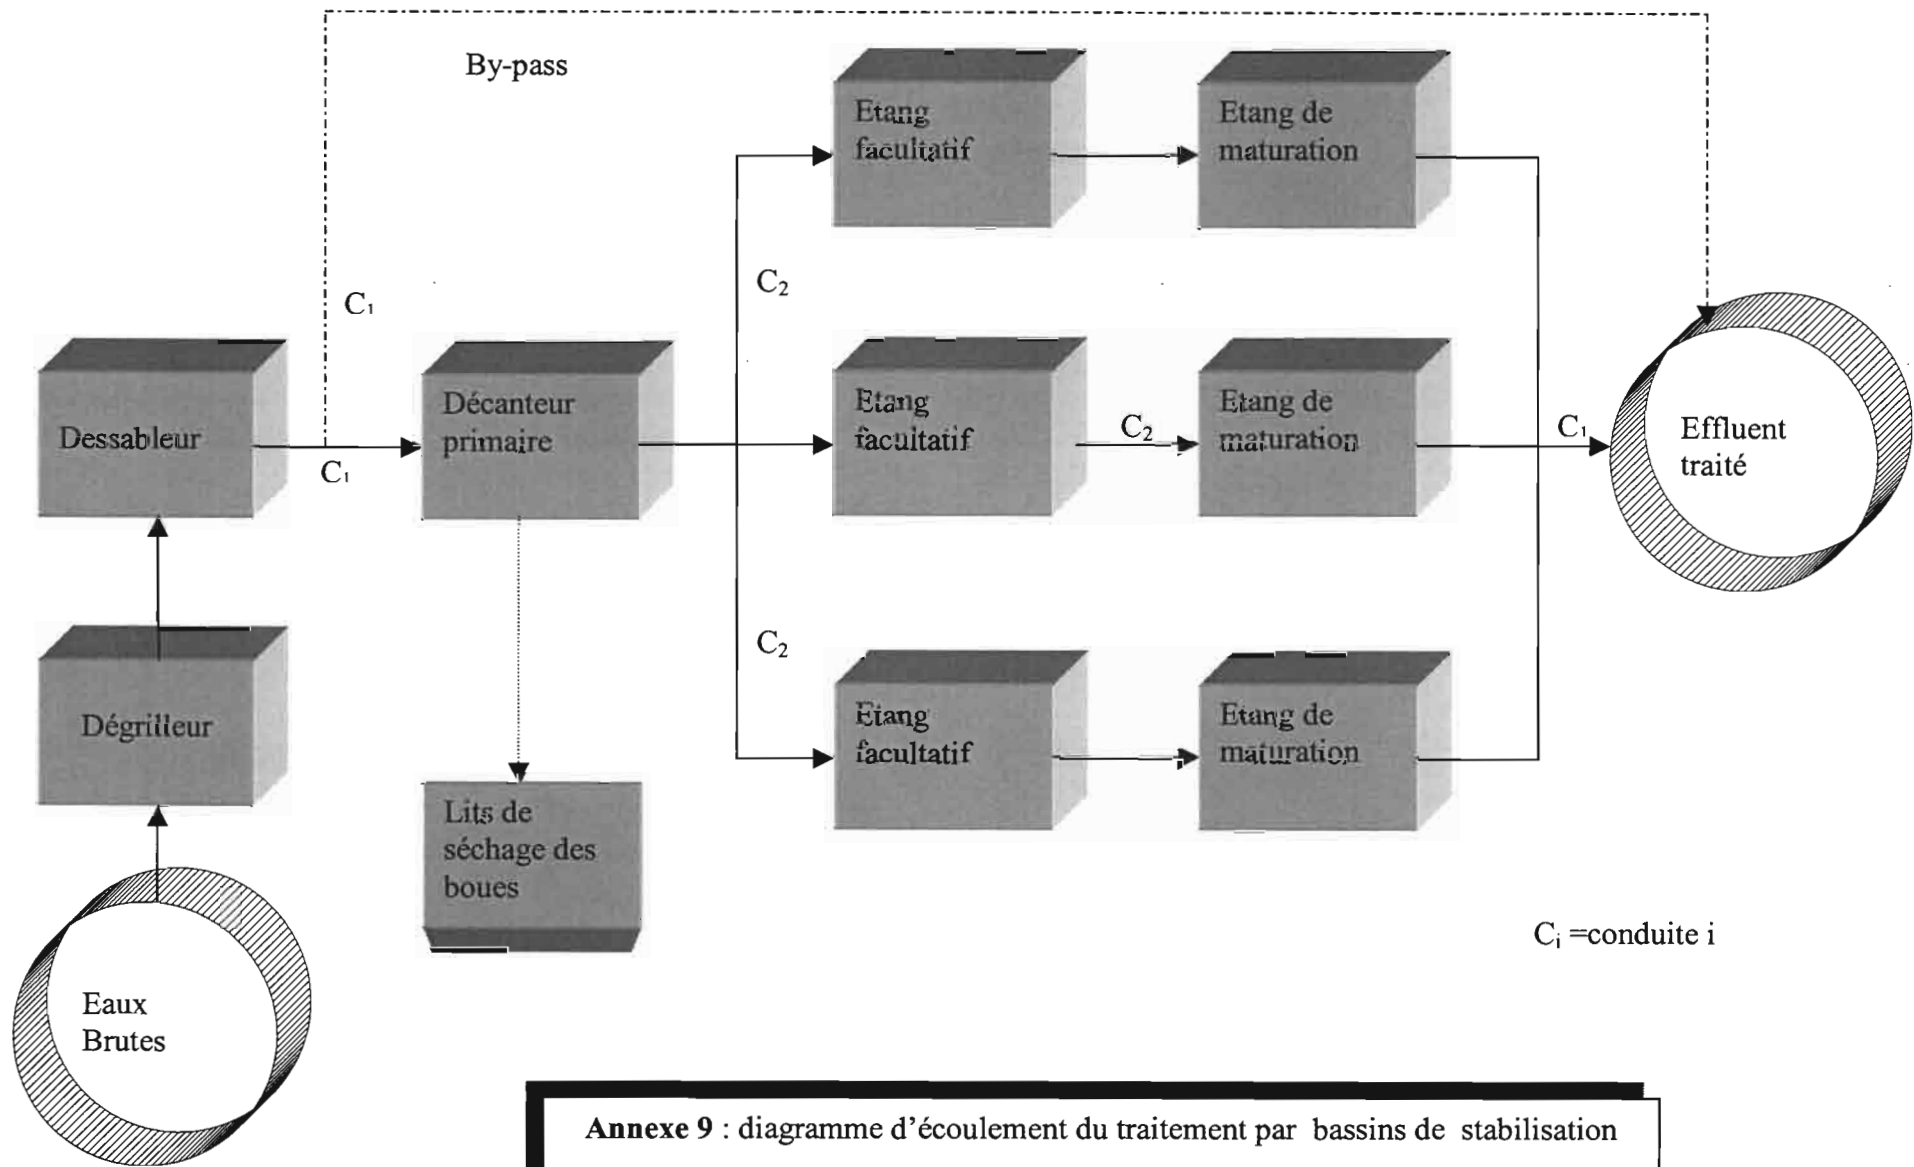 By-pass
Etang
facultatif
Etang de
maturation
C₂
C₁
Dessableur
C₁
Décanteur
primaire
Etang
facultatif
C₂
Etang de
maturation
C₁
Effluent
traité
C₂
Dégrilleur
Etang
facultatif
Etang de
maturation
Lits de
séchage des
boues
Cᵢ =conduite i
Eaux
Brutes
Annexe 9 : diagramme d'écoulement du traitement par bassins de stabilisation